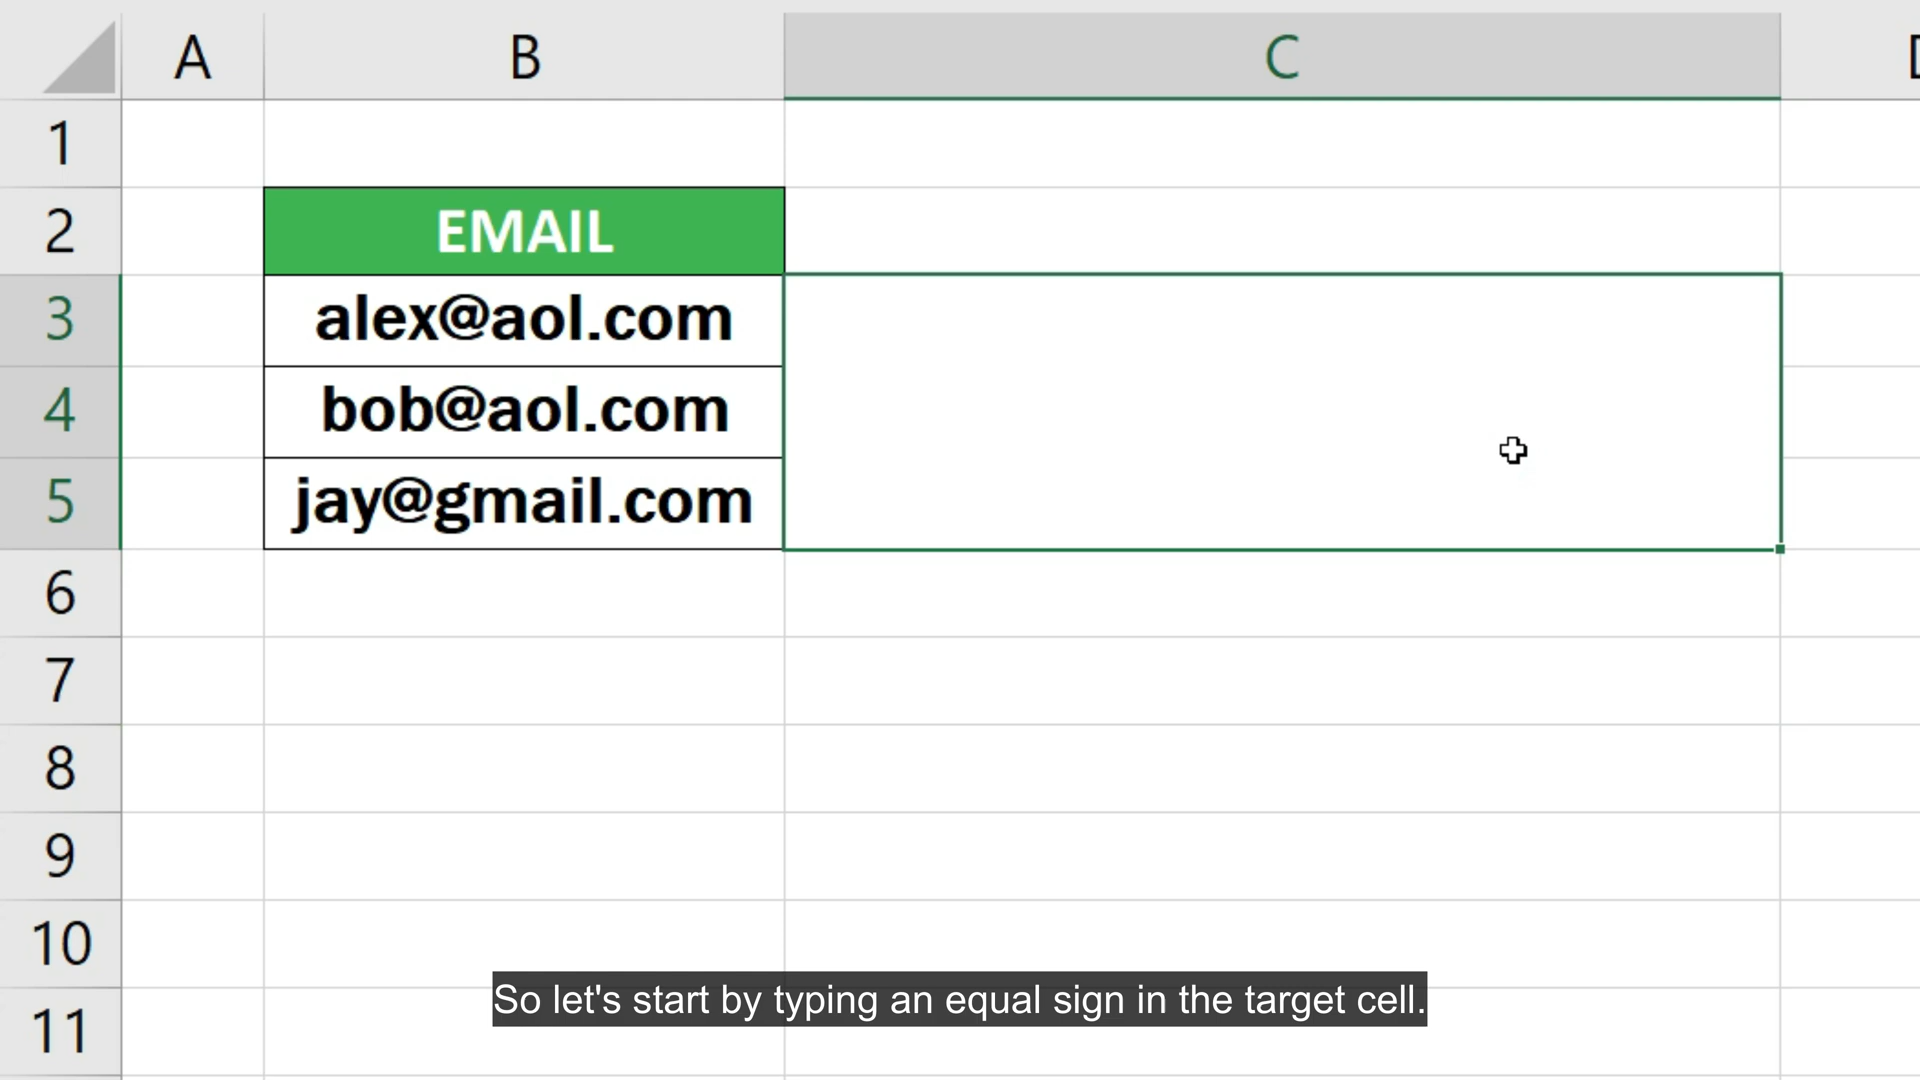 A B C
1
2 EMAIL
3 alex@aol.com
4 bob@aol.com
5 jay@gmail.com
6
7
8
9
10
So let's start by typing an equal sign in the target cell.
11